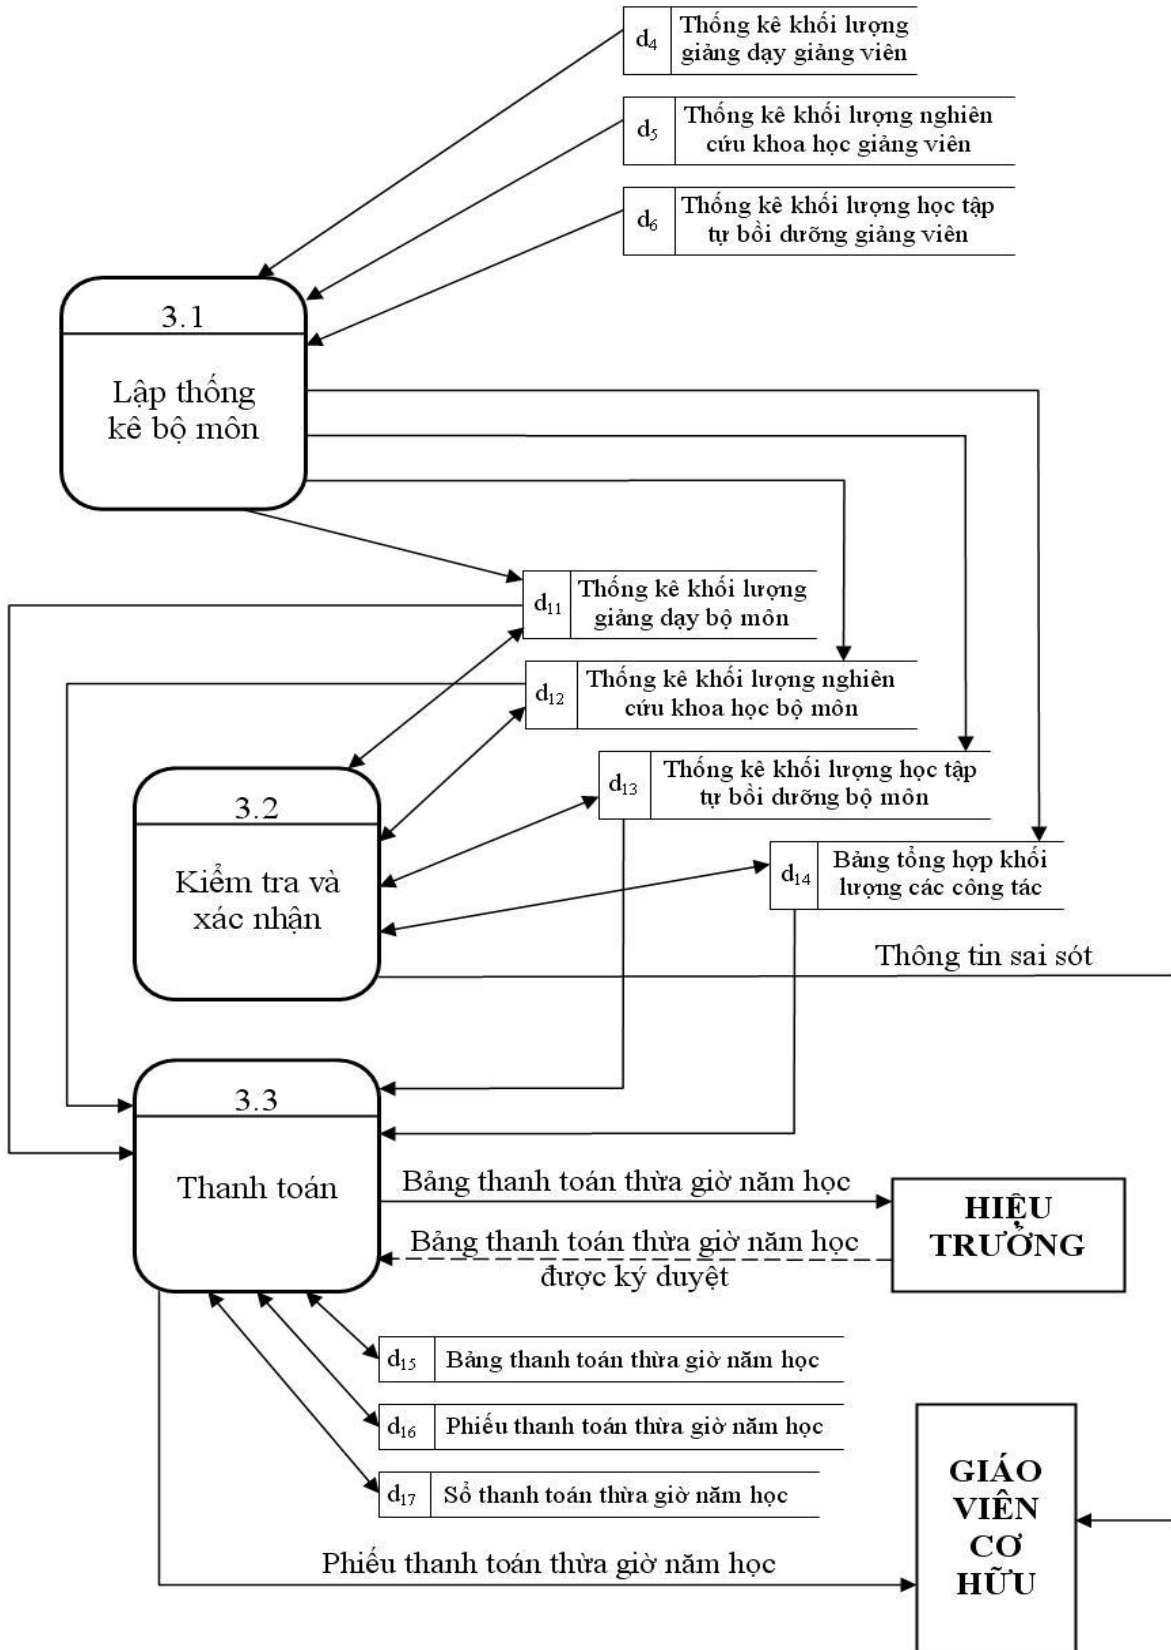 d4
Thống kê khối lượng
giảng dạy giảng viên
d5
Thống kê khối lượng nghiên
cứu khoa học giảng viên
d6
Thống kê khối lượng học tập
tự bồi dưỡng giảng viên
3.1
Lập thống
kê bộ môn
d11
Thống kê khối lượng
giảng dạy bộ môn
d12
Thống kê khối lượng nghiên
cứu khoa học bộ môn
d13
Thống kê khối lượng học tập
tự bồi dưỡng bộ môn
3.2
Kiểm tra và
xác nhận
d14
Bảng tổng hợp khối
lượng các công tác
Thông tin sai sót
3.3
Thanh toán
Bảng thanh toán thừa giờ năm học
Bảng thanh toán thừa giờ năm học
được ký duyệt
HIỆU
TRƯỞNG
d15
Bảng thanh toán thừa giờ năm học
d16
Phiếu thanh toán thừa giờ năm học
d17
Sổ thanh toán thừa giờ năm học
Phiếu thanh toán thừa giờ năm học
GIÁO
VIÊN
CƠ
HỮU